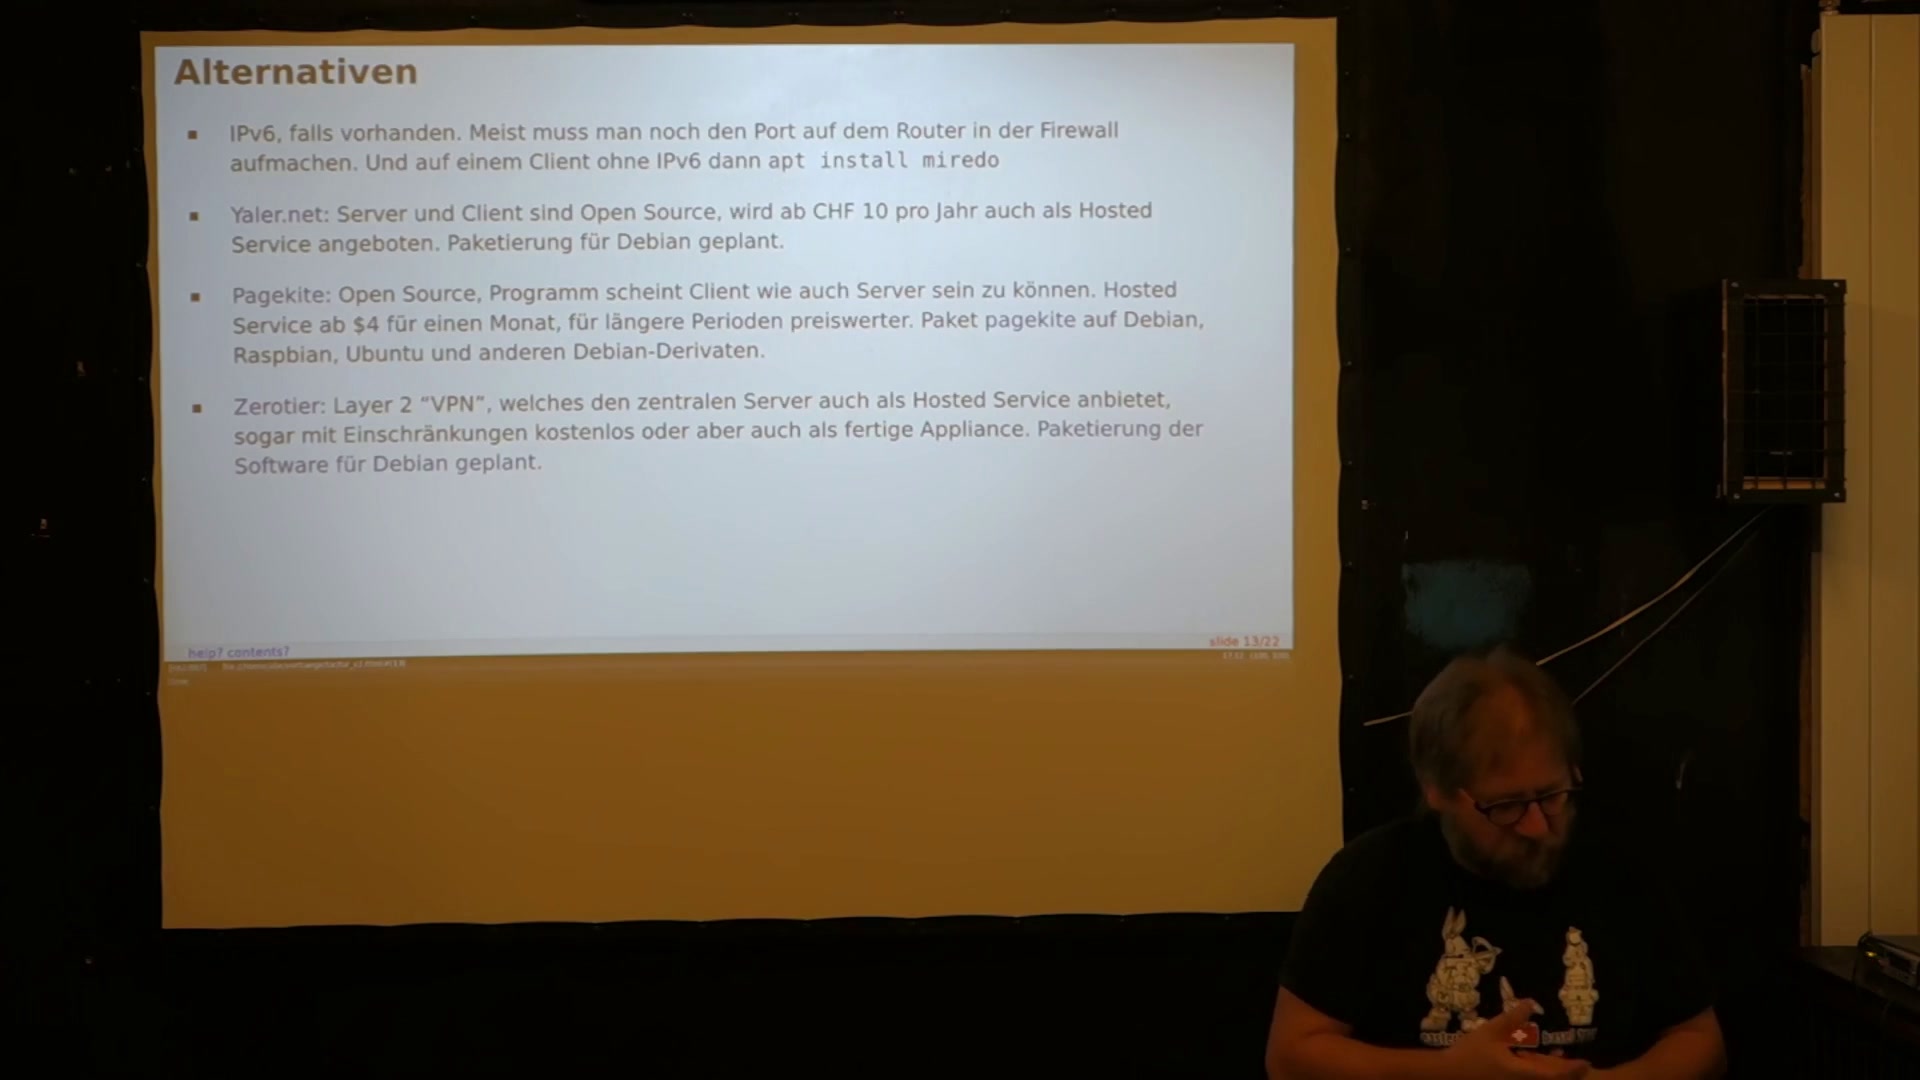 Alternativen
▪ IPv6, falls vorhanden. Meist muss man noch den Port auf dem Router in der Firewall
aufmachen. Und auf einem Client ohne IPv6 dann apt install miredo
▪ Yaler.net: Server und Client sind Open Source, wird ab CHF 10 pro Jahr auch als Hosted
Service angeboten. Paketierung für Debian geplant.
▪ Pagekite: Open Source, Programm scheint Client wie auch Server sein zu können. Hosted
Service ab $4 für einen Monat, für längere Perioden preiswerter. Paket pagekite auf Debian,
Raspbian, Ubuntu und anderen Debian-Derivaten.
▪ Zerotier: Layer 2 “VPN”, welches den zentralen Server auch als Hosted Service anbietet,
sogar mit Einschränkungen kostenlos oder aber auch als fertige Appliance. Paketierung der
Software für Debian geplant.
help? contents?
slide 13/22